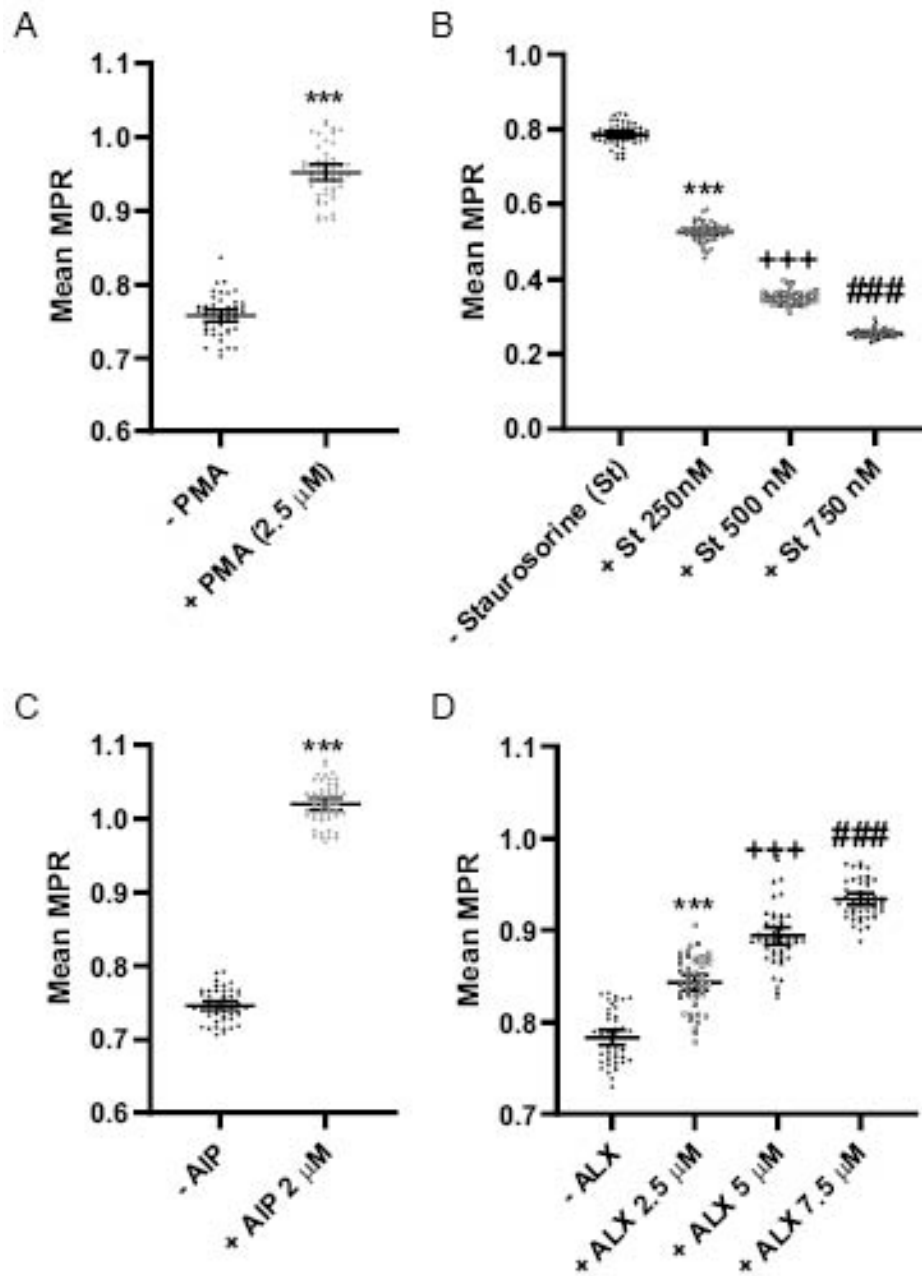 A
Mean MPR
1.1
1.0
0.9
0.8
0.7
0.6
***
- PMA
+ PMA (2.5 µM)
B
Mean MPR
1.0
0.8
0.6
0.4
0.2
0.0
***
+++
###
- Staurosorine (St)
+ St 250nM
+ St 500 nM
+ St 750 nM
C
Mean MPR
1.1
1.0
0.9
0.8
0.7
0.6
***
- AIP
+ AIP 2 µM
D
Mean MPR
1.1
1.0
0.9
0.8
0.7
***
+++
###
- ALX
+ ALX 2.5 µM
+ ALX 5 µM
+ ALX 7.5 µM